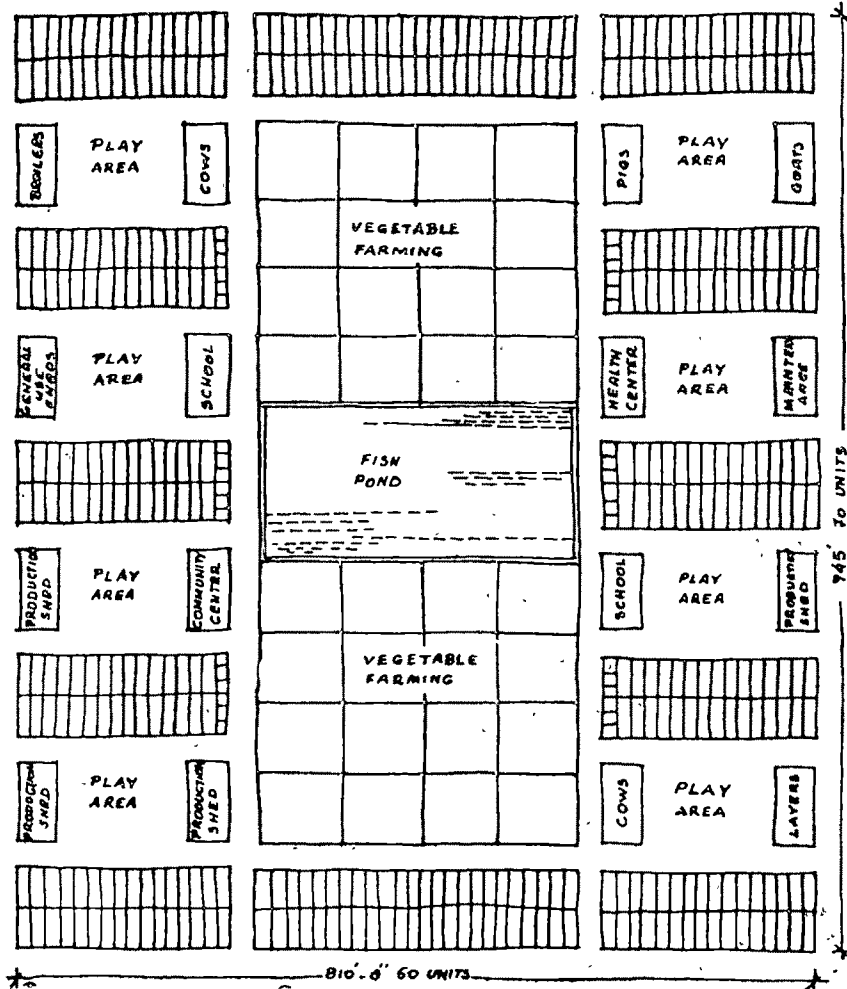 BROILERS
PLAY
AREA
COWS
PIGS
PLAY
AREA
GOATS
VEGETABLE
FARMING
GENERAL
USE
PLAY
AREA
SCHOOL
HEALTH
CENTER
PLAY
AREA
FISH
POND
945' 70 UNITS
PRODUCTION
SHED
PLAY
AREA
COMMUNITY
CENTER
SCHOOL
PLAY
AREA
PRODUCTION
SHED
VEGETABLE
FARMING
PRODUCTION
SHED
PLAY
AREA
PRODUCTION
SHED
COWS
PLAY
AREA
LAYERS
60 UNITS